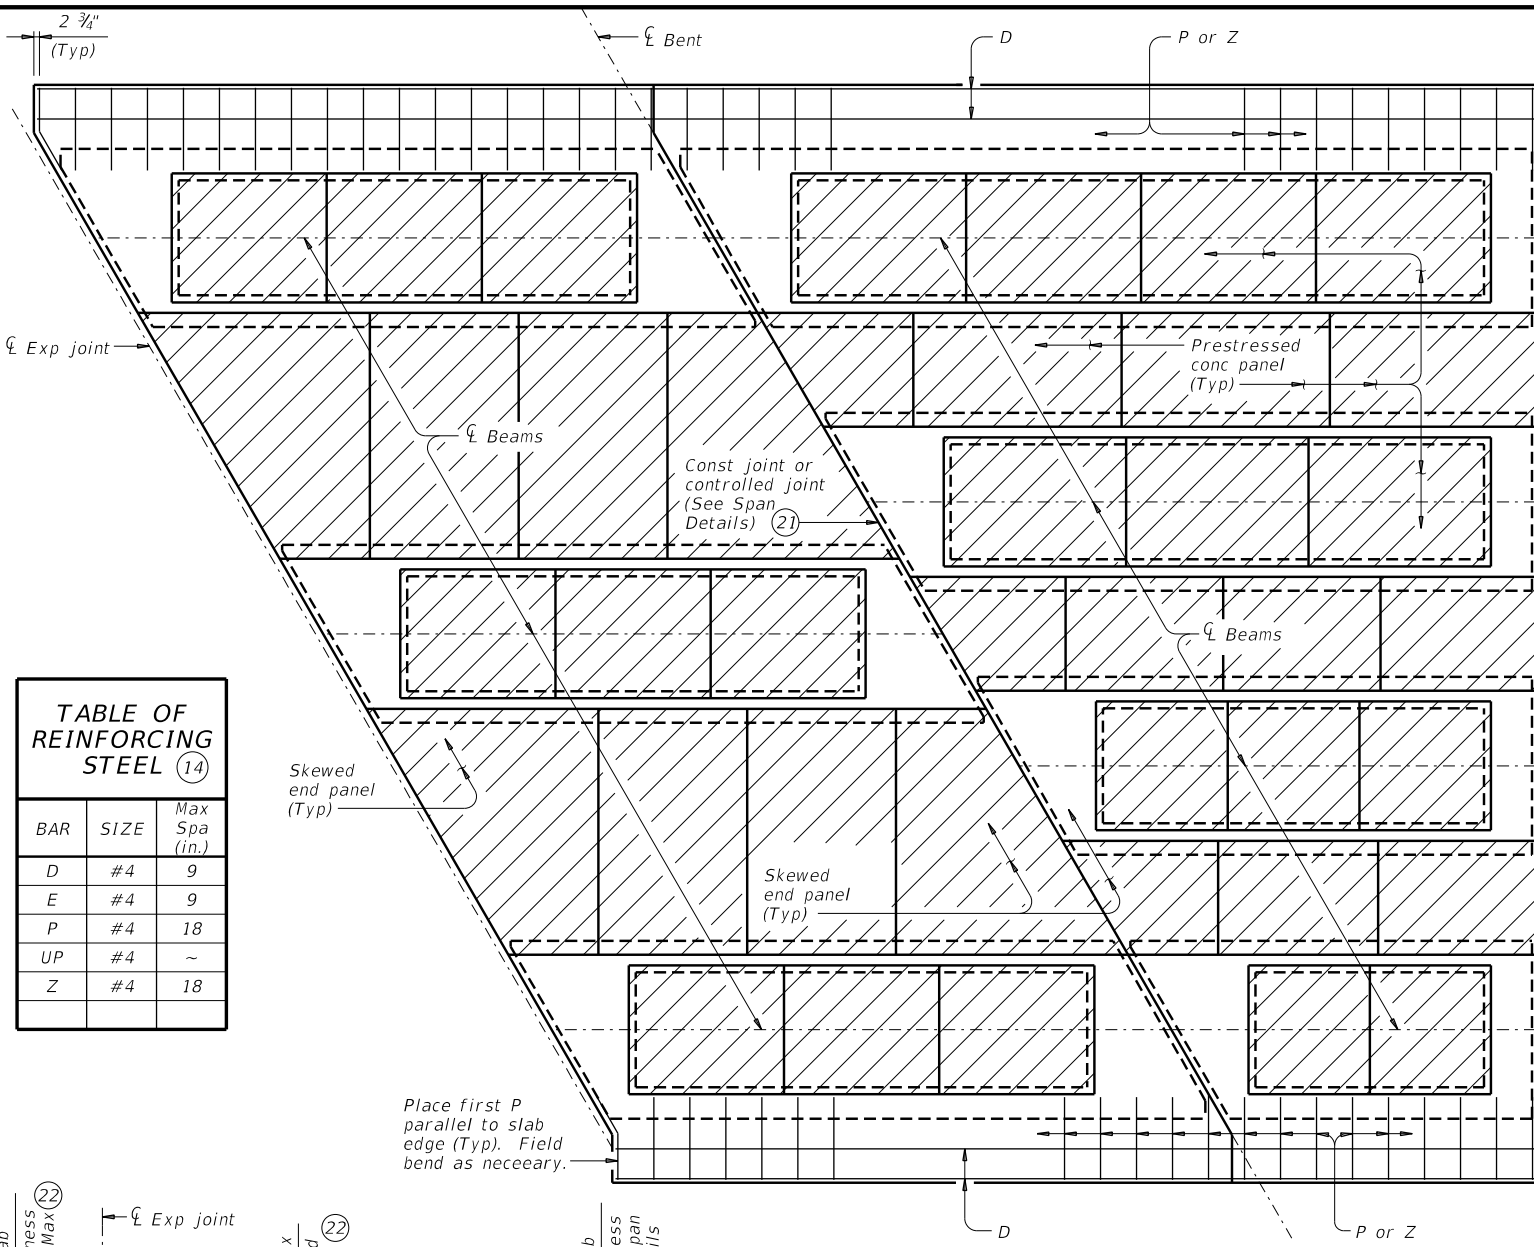 2 3/4"
(Typ)
℄ Bent
D
P or Z
℄ Exp joint
℄ Beams
Prestressed
conc panel
(Typ)
Const joint or
controlled joint
(See Span
Details) 21
℄ Beams
TABLE OF
REINFORCING
STEEL 14
BAR SIZE Max Spa (in.)
D #4 9
E #4 9
P #4 18
UP #4 ~
Z #4 18
Skewed
end panel
(Typ)
Skewed
end panel
(Typ)
Place first P
parallel to slab
edge (Typ). Field
bend as neceeary.
22
Max
℄ Exp joint
22
D
P or Z